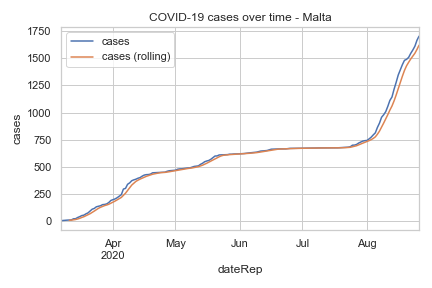 COVID-19 cases over time - Malta
cases
cases (rolling)
1750
1500
1250
1000
750
500
250
0
cases
Apr
2020
May
Jun
Jul
Aug
dateRep